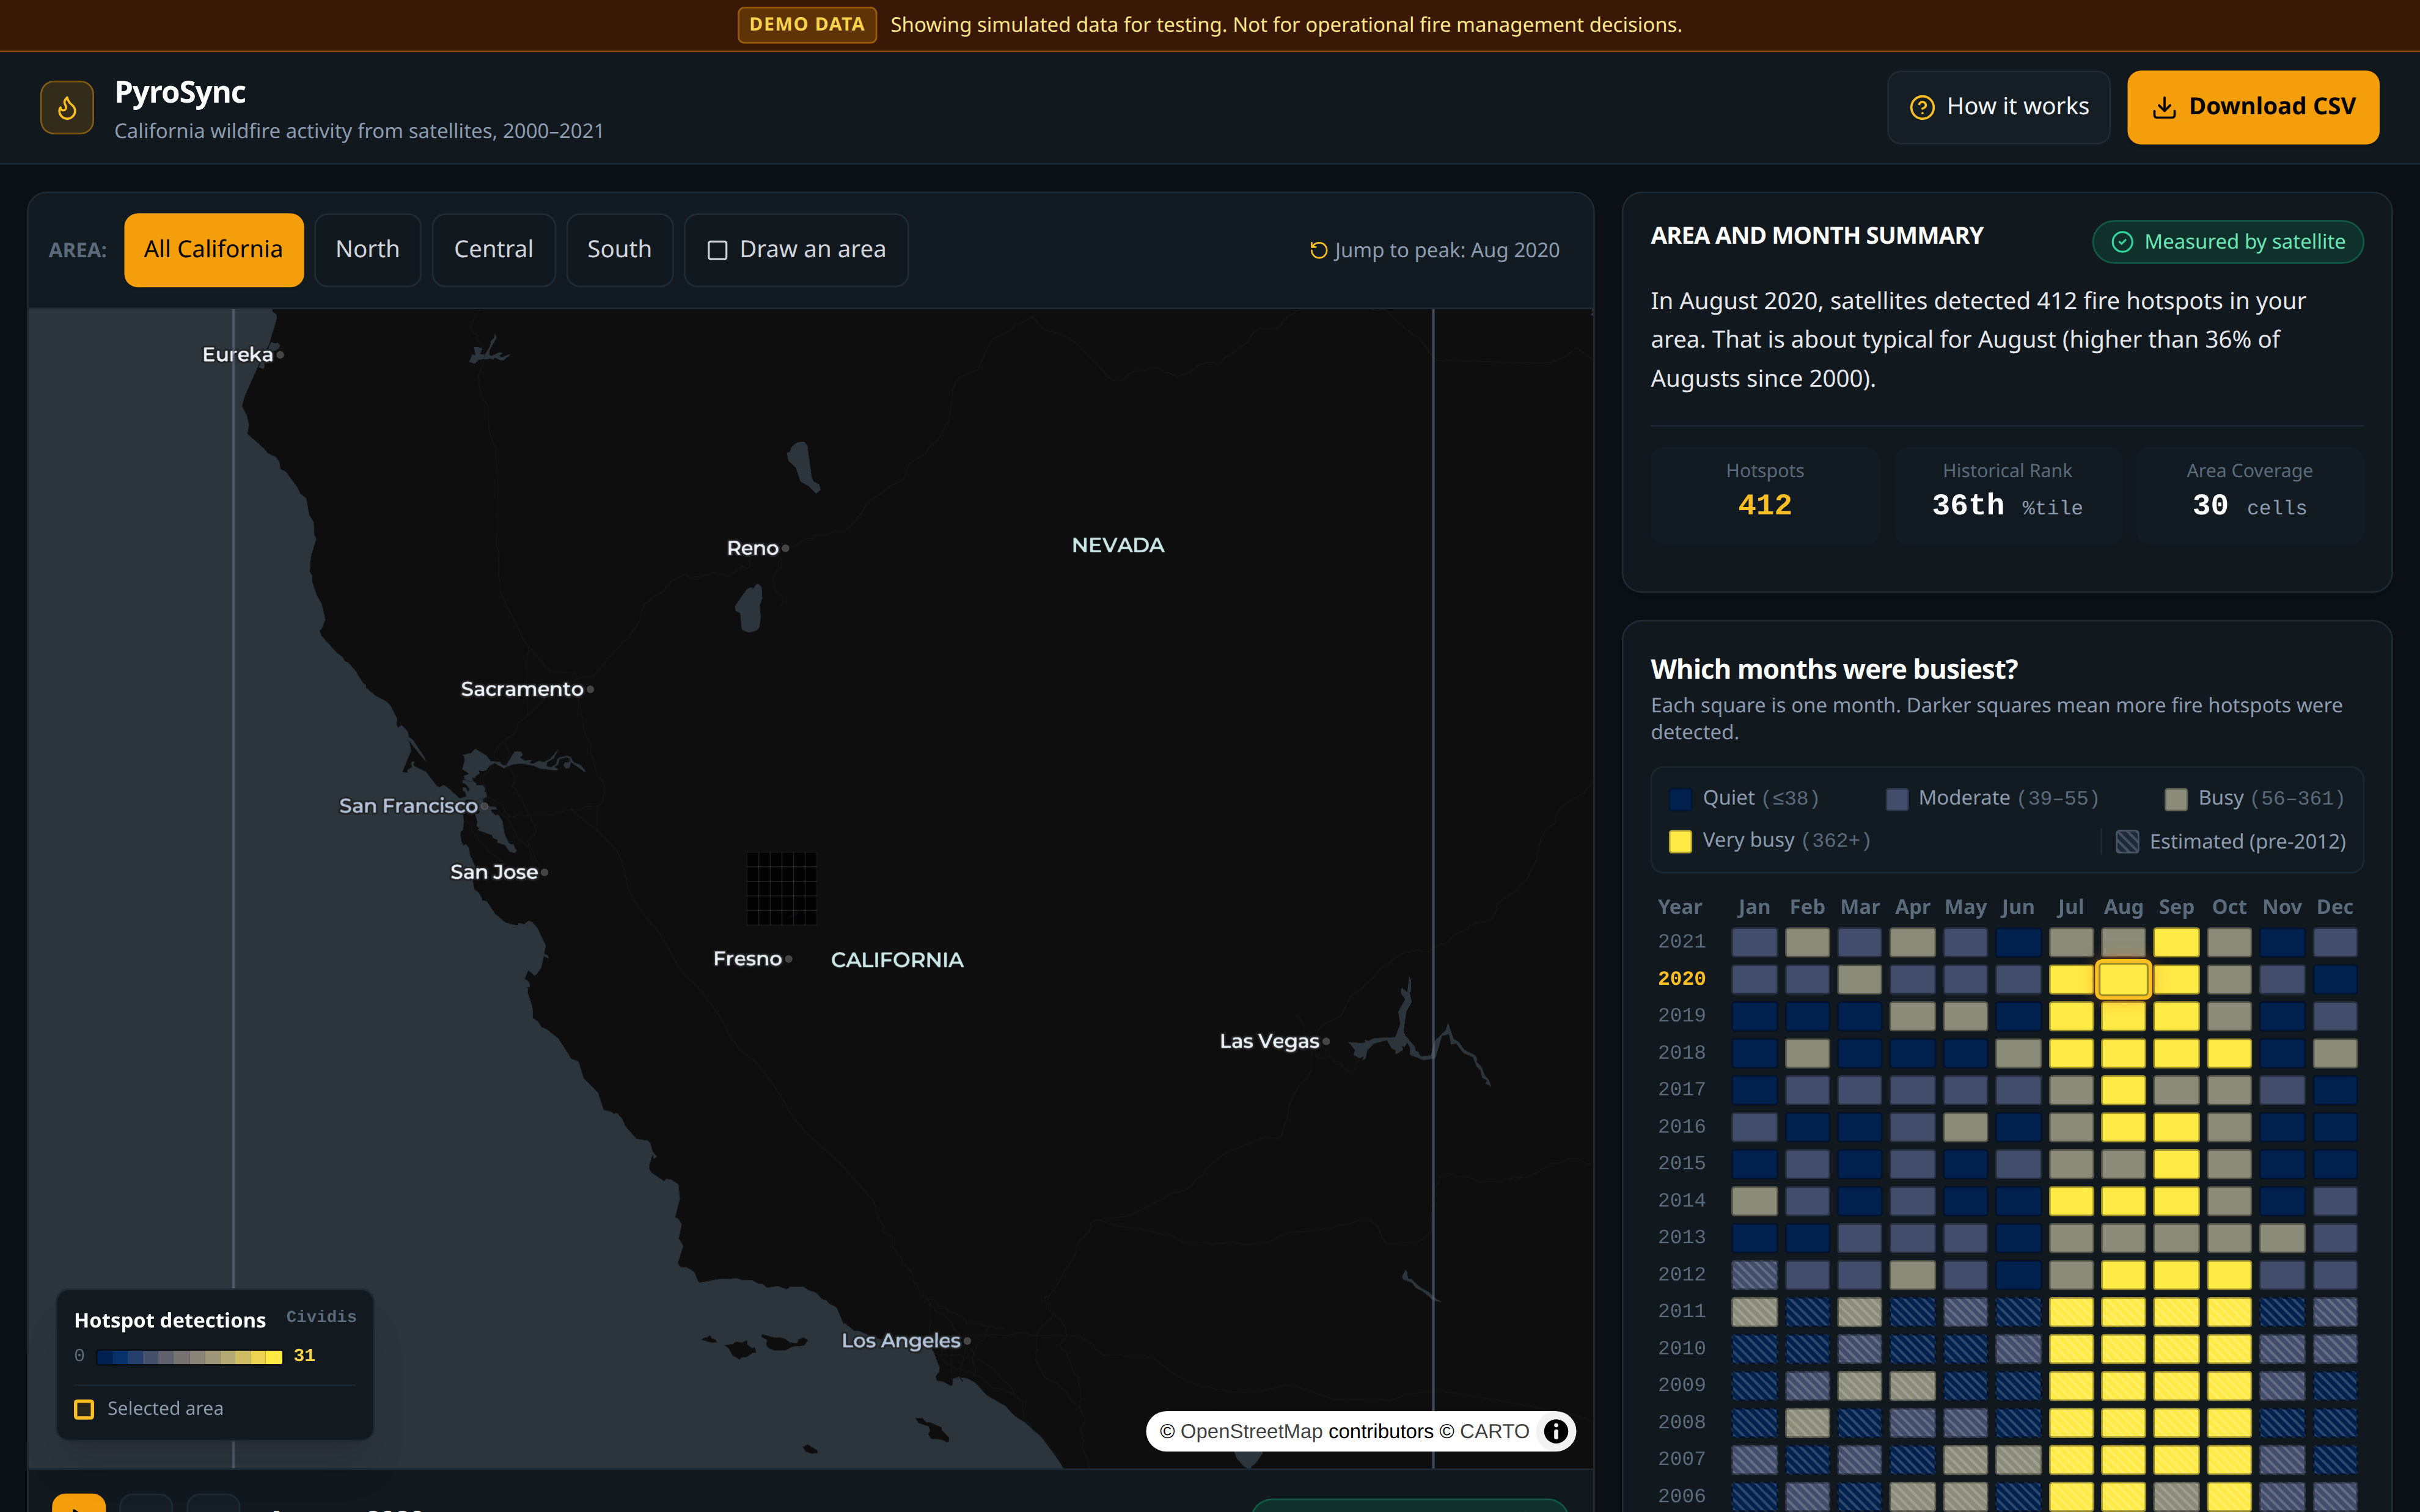 DEMO DATA Showing simulated data for testing. Not for operational fire management decisions.
PyroSync
California wildfire activity from satellites, 2000–2021
How it works
Download CSV
AREA:
All California
North
Central
South
Draw an area
Jump to peak: Aug 2020
Eureka
Reno
NEVADA
Sacramento
San Francisco
San Jose
Fresno
CALIFORNIA
Las Vegas
Los Angeles
Hotspot detections Cividis
0 31
Selected area
© OpenStreetMap contributors © CARTO
AREA AND MONTH SUMMARY
Measured by satellite
In August 2020, satellites detected 412 fire hotspots in your
area. That is about typical for August (higher than 36% of
Augusts since 2000).
Hotspots
412
Historical Rank
36th %tile
Area Coverage
30 cells
Which months were busiest?
Each square is one month. Darker squares mean more fire hotspots were
detected.
Quiet (≤38) Moderate (39–55) Busy (56–361)
Very busy (362+) Estimated (pre-2012)
Year Jan Feb Mar Apr May Jun Jul Aug Sep Oct Nov Dec
2021
2020
2019
2018
2017
2016
2015
2014
2013
2012
2011
2010
2009
2008
2007
2006